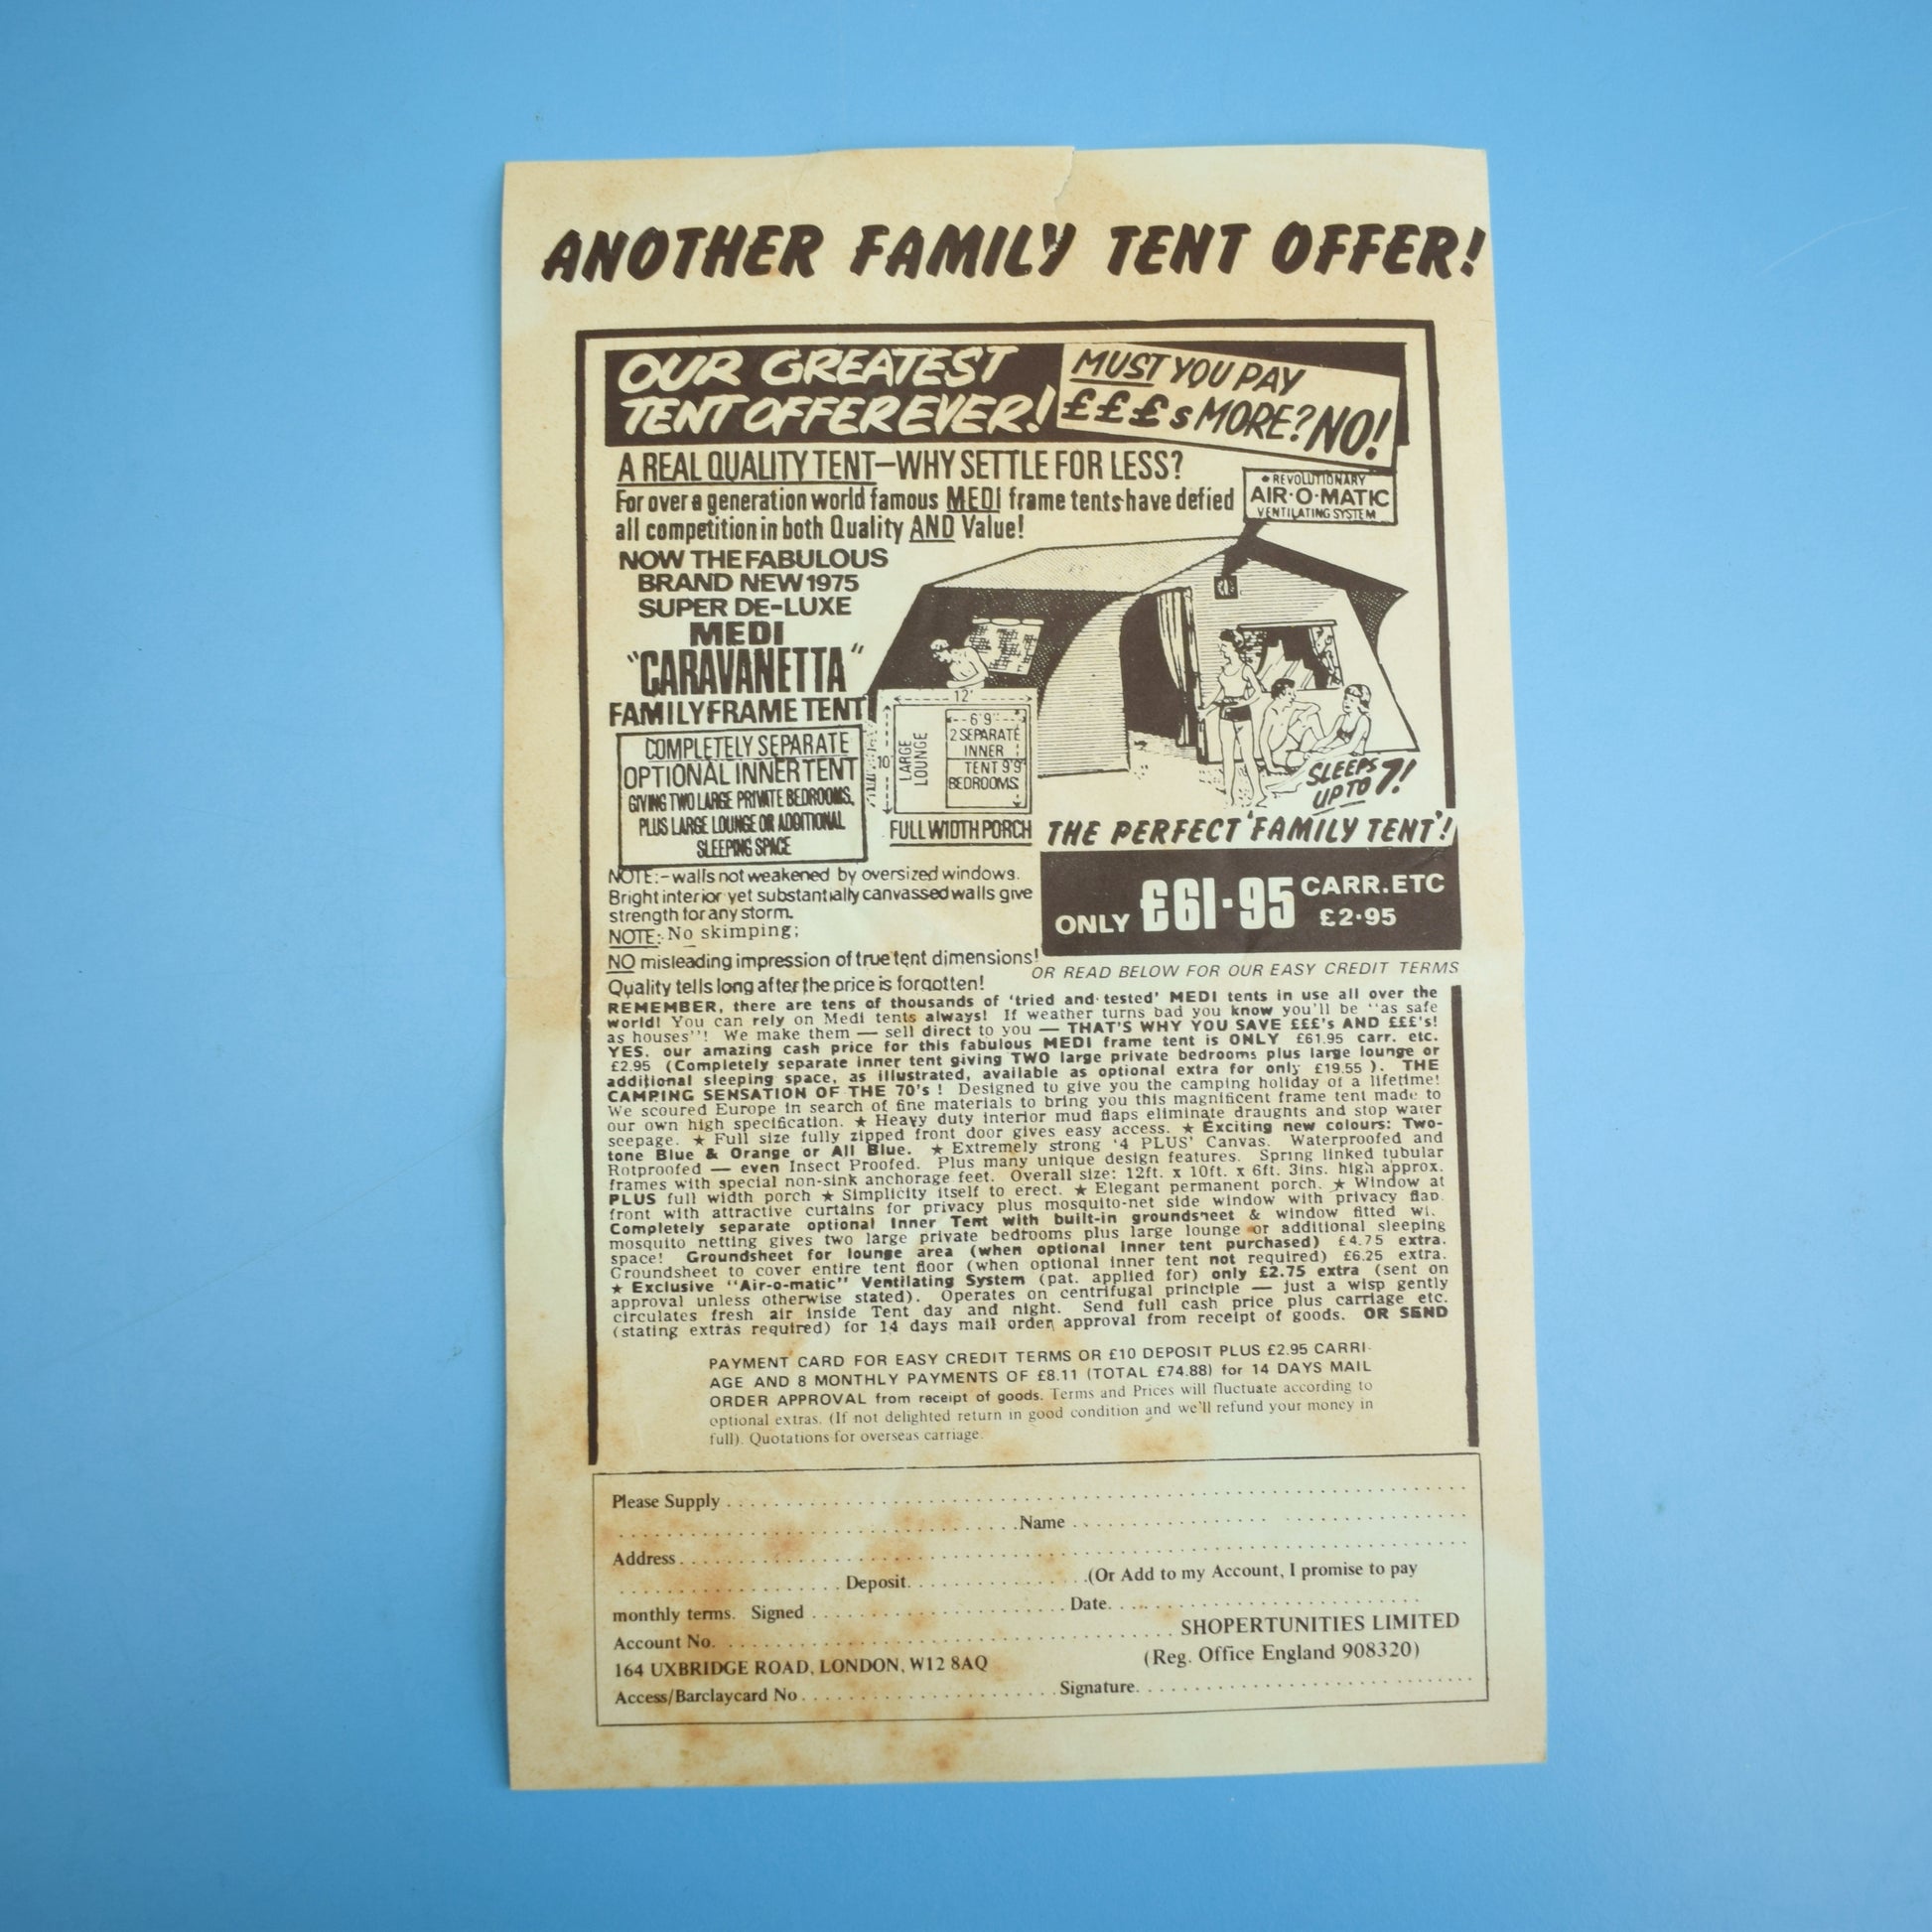 ANOTHER FAMILY TENT OFFER!
OUR GREATEST
TENT OFFER EVER!
MUST YOU PAY
£££s MORE? NO!
A REAL QUALITY TENT—WHY SETTLE FOR LESS?
For over a generation world famous MEDI frame tents have defied
all competition in both Quality AND Value!
• REVOLUTIONARY
AIR·O·MATIC
VENTILATING SYSTEM
NOW THE FABULOUS
BRAND NEW 1975
SUPER DE-LUXE
MEDI
"CARAVANETTA"
FAMILY FRAME TENT
COMPLETELY SEPARATE
OPTIONAL INNER TENT
GIVING TWO LARGE PRIVATE BEDROOMS,
PLUS LARGE LOUNGE OR ADDITIONAL
SLEEPING SPACE
12'
10'
LARGE
LOUNGE
6'9"
2 SEPARATE
INNER
TENT 9'9"
BEDROOMS
FULL WIDTH PORCH
SLEEPS
UP TO 7!
THE PERFECT 'FAMILY TENT'!
ONLY £61·95 CARR. ETC
£2·95
NOTE:- walls not weakened by oversized windows.
Bright interior yet substantially canvassed walls give
strength for any storm.
NOTE:- No skimping;
NO misleading impression of true tent dimensions!
Quality tells long after the price is forgotten!
OR READ BELOW FOR OUR EASY CREDIT TERMS
REMEMBER, there are tens of thousands of 'tried and tested' MEDI tents in use all over the
world! You can rely on Medi tents always! If weather turns bad you know you'll be "as safe
as houses"! We make them — sell direct to you — THAT'S WHY YOU SAVE £££'s AND £££'s!
YES, our amazing cash price for this fabulous MEDI frame tent is ONLY £61.95 carr. etc.
£2.95 (Completely separate inner tent giving TWO large private bedrooms plus large lounge or
additional sleeping space, as illustrated, available as optional extra for only £19.55). THE
CAMPING SENSATION OF THE 70's! Designed to give you the camping holiday of a lifetime!
We scoured Europe in search of fine materials to bring you this magnificent frame tent made to
our own high specification. ★ Heavy duty interior mud flaps eliminate draughts and stop water
seepage. ★ Full size fully zipped front door gives easy access. ★ Exciting new colours: Two-
tone Blue & Orange or All Blue. ★ Extremely strong '4 PLUS' Canvas. Waterproofed and
Rotproofed — even Insect Proofed. Plus many unique design features. Spring linked tubular
frames with special non-sink anchorage feet. Overall size: 12ft. x 10ft. x 6ft. 3ins. high approx.
PLUS full width porch ★ Simplicity itself to erect. ★ Elegant permanent porch. ★ Window at
front with attractive curtains for privacy plus mosquito-net side window with privacy flap.
Completely separate optional Inner Tent with built-in groundsheet & window fitted wi.
mosquito netting gives two large private bedrooms plus large lounge or additional sleeping
space! Groundsheet for lounge area (when optional inner tent purchased) £4.75 extra.
Groundsheet to cover entire tent floor (when optional inner tent not required) £6.25 extra.
★ Exclusive "Air-o-matic" Ventilating System (pat. applied for) only £2.75 extra (sent on
approval unless otherwise stated). Operates on centrifugal principle — just a wisp gently
circulates fresh air inside Tent day and night. Send full cash price plus carriage etc.
(stating extras required) for 14 days mail order approval from receipt of goods. OR SEND
PAYMENT CARD FOR EASY CREDIT TERMS OR £10 DEPOSIT PLUS £2.95 CARRI-
AGE AND 8 MONTHLY PAYMENTS OF £8.11 (TOTAL £74.88) for 14 DAYS MAIL
ORDER APPROVAL from receipt of goods. Terms and Prices will fluctuate according to
optional extras. (If not delighted return in good condition and we'll refund your money in
full). Quotations for overseas carriage.
Please Supply
Name
Address
Deposit (Or Add to my Account, I promise to pay
monthly terms. Signed Date
Account No. SHOPERTUNITIES LIMITED
164 UXBRIDGE ROAD, LONDON, W12 8AQ (Reg. Office England 908320)
Access/Barclaycard No Signature